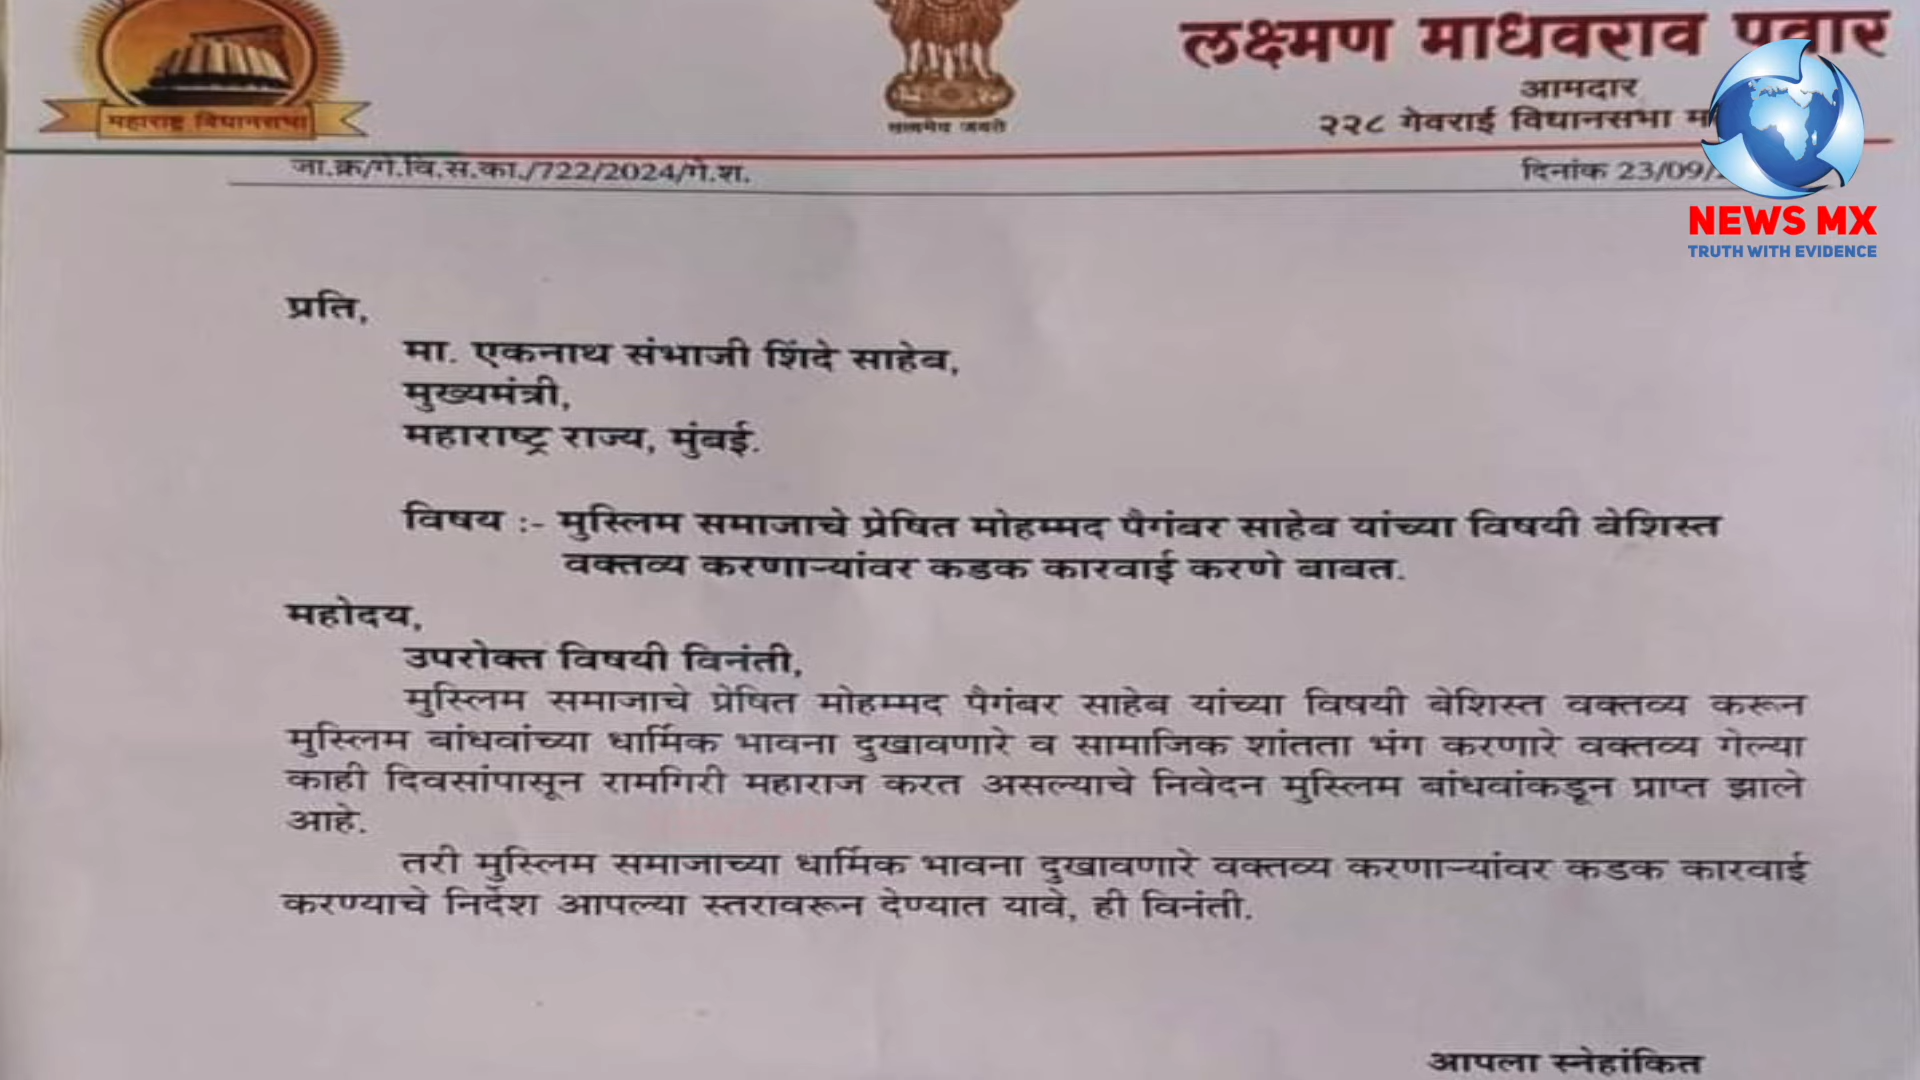 महाराष्ट्र विधानसभा
सत्यमेव जयते
लक्ष्मण माधवराव पवार
आमदार
२२८ गेवराई विधानसभा
जा.क्र/गे.वि.स.का./722/2024/गे.श.
दिनांक 23/09/
NEWS MX
TRUTH WITH EVIDENCE
प्रति,
मा. एकनाथ संभाजी शिंदे साहेब,
मुख्यमंत्री,
महाराष्ट्र राज्य, मुंबई.
विषय :- मुस्लिम समाजाचे प्रेषित मोहम्मद पैगंबर साहेब यांच्या विषयी बेशिस्त
वक्तव्य करणाऱ्यांवर कडक कारवाई करणे बाबत.
महोदय,
उपरोक्त विषयी विनंती,
मुस्लिम समाजाचे प्रेषित मोहम्मद पैगंबर साहेब यांच्या विषयी बेशिस्त वक्तव्य करून
मुस्लिम बांधवांच्या धार्मिक भावना दुखावणारे व सामाजिक शांतता भंग करणारे वक्तव्य गेल्या
काही दिवसांपासून रामगिरी महाराज करत असल्याचे निवेदन मुस्लिम बांधवांकडून प्राप्त झाले
आहे.
तरी मुस्लिम समाजाच्या धार्मिक भावना दुखावणारे वक्तव्य करणाऱ्यांवर कडक कारवाई
करण्याचे निर्देश आपल्या स्तरावरून देण्यात यावे, ही विनंती.
आपला स्नेहांकित